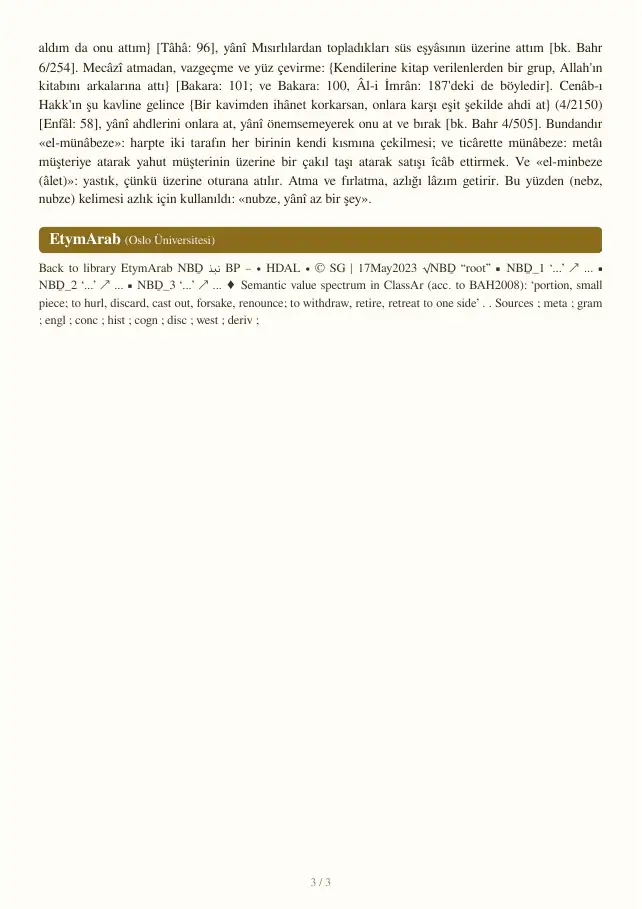 aldım da onu attım} [Tâhâ: 96], yânî Mısırlılardan topladıkları süs eşyâsının üzerine attım [bk. Bahr
6/254]. Mecâzî atmadan, vazgeçme ve yüz çevirme: {Kendilerine kitap verilenlerden bir grup, Allah'ın
kitabını arkalarına attı} [Bakara: 101; ve Bakara: 100, Âl-i İmrân: 187'deki de böyledir]. Cenâb-ı
Hakk'ın şu kavline gelince {Bir kavimden ihânet korkarsan, onlara karşı eşit şekilde ahdi at} (4/2150)
[Enfâl: 58], yânî ahdlerini onlara at, yânî önemsemeyerek onu at ve bırak [bk. Bahr 4/505]. Bundandır
«el-münâbeze»: harpte iki tarafın her birinin kendi kısmına çekilmesi; ve ticârette münâbeze: metâı
müşteriye atarak yahut müşterinin üzerine bir çakıl taşı atarak satışı îcâb ettirmek. Ve «el-minbeze
(âlet)»: yastık, çünkü üzerine oturana atılır. Atma ve fırlatma, azlığı lâzım getirir. Bu yüzden (nebz,
nubze) kelimesi azlık için kullanıldı: «nubze, yânî az bir şey».
EtymArab (Oslo Üniversitesi)
Back to library EtymArab NBḎ نبذ BP – • HDAL • © SG | 17May2023 √NBḎ “root” ▪ NBḎ_1 ‘...’ ↗ ... ▪
NBḎ_2 ‘...’ ↗ ... ▪ NBḎ_3 ‘...’ ↗ ... ♦ Semantic value spectrum in ClassAr (acc. to BAH2008): ‘portion, small
piece; to hurl, discard, cast out, forsake, renounce; to withdraw, retire, retreat to one side’ . . Sources ; meta ; gram
; engl ; conc ; hist ; cogn ; disc ; west ; deriv ;
3 / 3